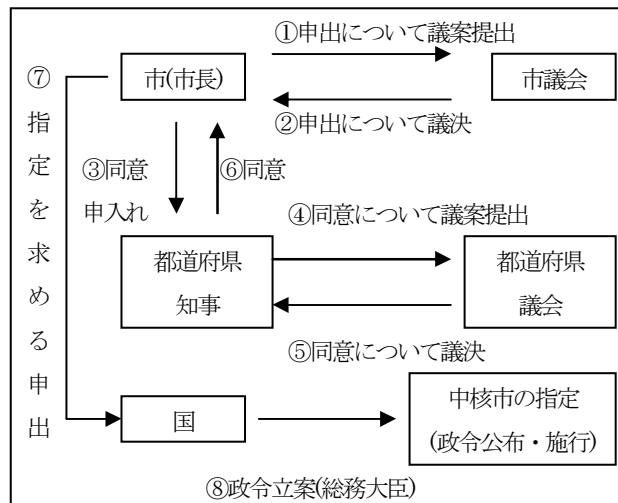 ①申出について議案提出
市(市長)
市議会
②申出について議決
⑦指定を求める申出
③同意
申入れ
⑥同意
④同意について議案提出
都道府県
知事
都道府県
議会
⑤同意について議決
国
中核市の指定
(政令公布・施行)
⑧政令立案(総務大臣)